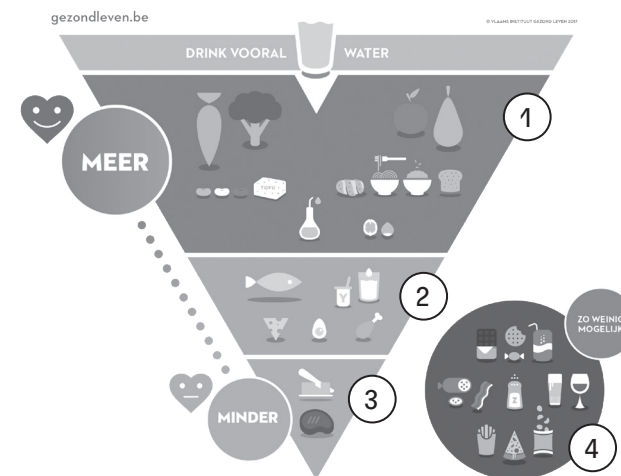 gezondleven.be
© VLAAMS INSTITUUT GEZOND LEVEN 2017
DRINK VOORAL
WATER
1
MEER
TOFU
Y
2
ZO WEINIG
MOGELIJK
3
MINDER
Z
4